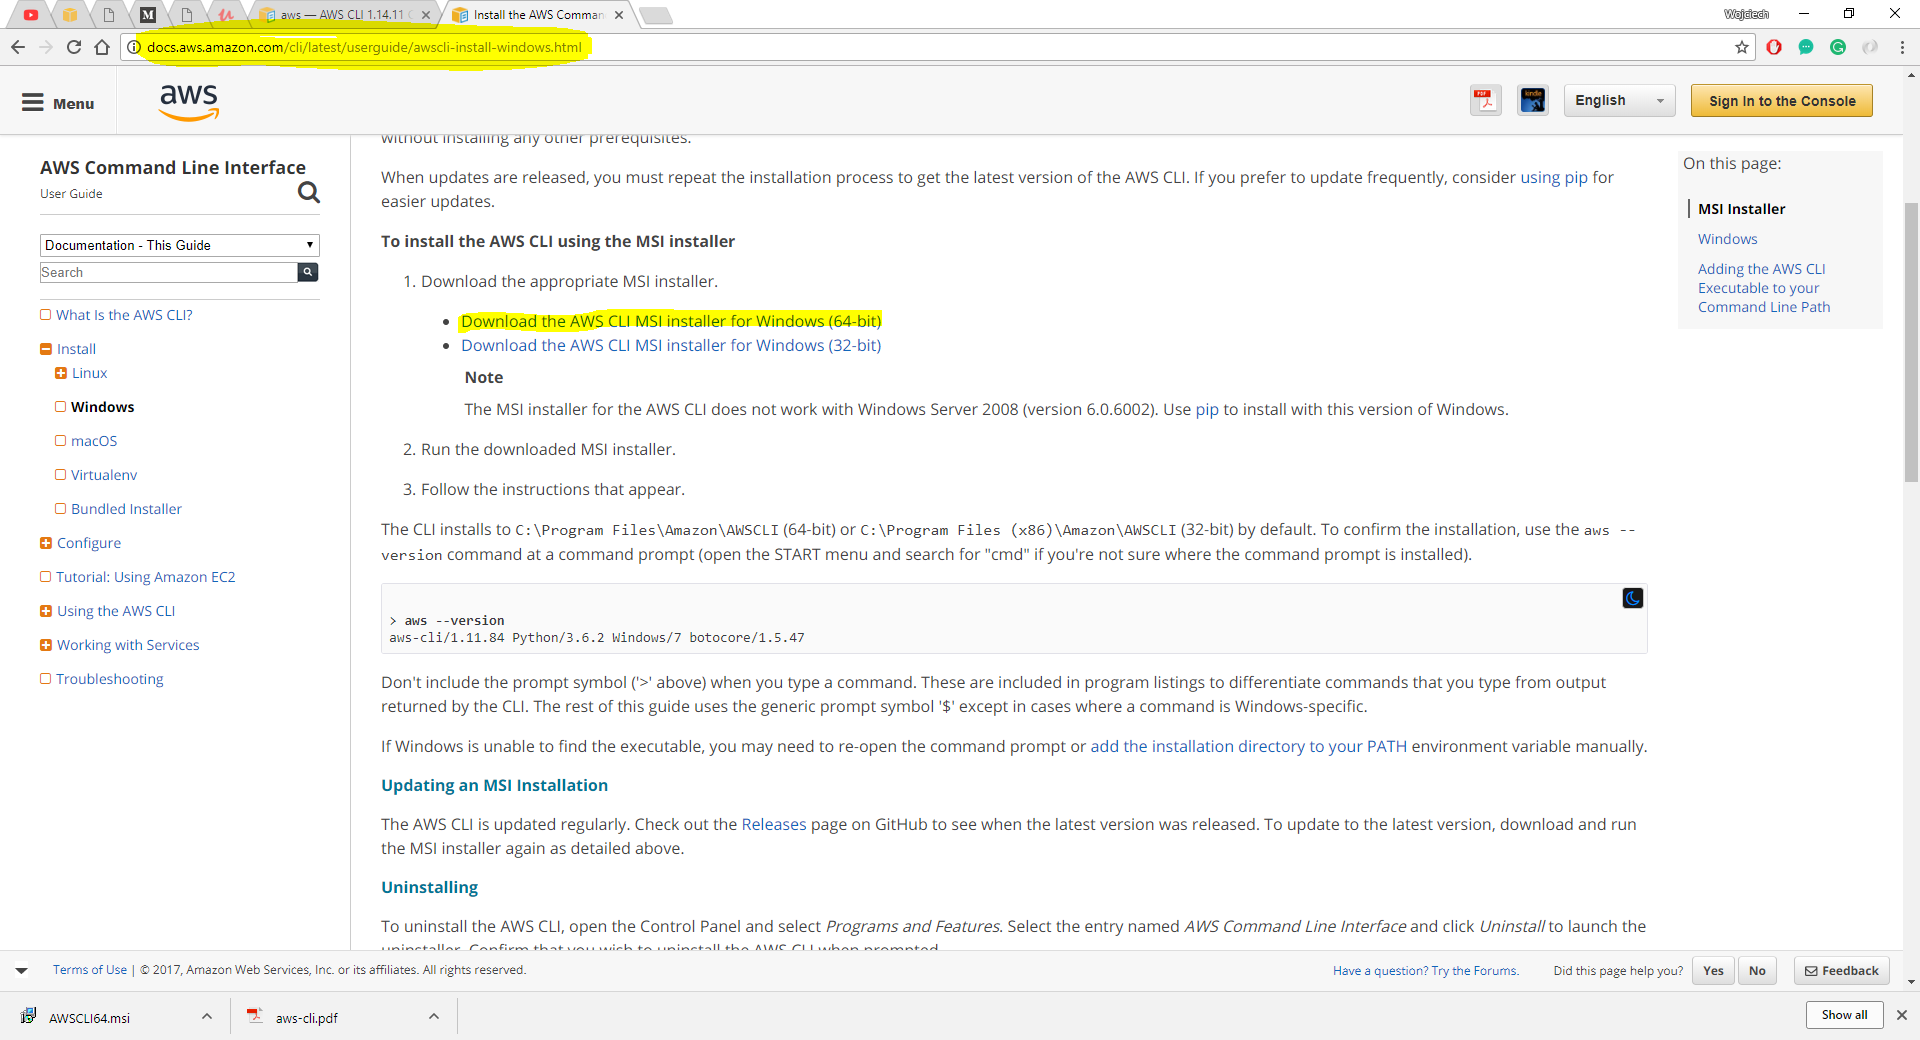 aws — AWS CLI 1.14.11
Install the AWS Comman
Wojciech
docs.aws.amazon.com/cli/latest/userguide/awscli-install-windows.html
Menu
aws
PDF
kindle
English
Sign In to the Console
AWS Command Line Interface
User Guide
Documentation - This Guide
Search
What Is the AWS CLI?
Install
Linux
Windows
macOS
Virtualenv
Bundled Installer
Configure
Tutorial: Using Amazon EC2
Using the AWS CLI
Working with Services
Troubleshooting
without installing any other prerequisites.
When updates are released, you must repeat the installation process to get the latest version of the AWS CLI. If you prefer to update frequently, consider using pip for
easier updates.
To install the AWS CLI using the MSI installer
1. Download the appropriate MSI installer.
• Download the AWS CLI MSI installer for Windows (64-bit)
• Download the AWS CLI MSI installer for Windows (32-bit)
Note
The MSI installer for the AWS CLI does not work with Windows Server 2008 (version 6.0.6002). Use pip to install with this version of Windows.
2. Run the downloaded MSI installer.
3. Follow the instructions that appear.
The CLI installs to C:\Program Files\Amazon\AWSCLI (64-bit) or C:\Program Files (x86)\Amazon\AWSCLI (32-bit) by default. To confirm the installation, use the aws --
version command at a command prompt (open the START menu and search for "cmd" if you're not sure where the command prompt is installed).
> aws --version
aws-cli/1.11.84 Python/3.6.2 Windows/7 botocore/1.5.47
Don't include the prompt symbol ('>' above) when you type a command. These are included in program listings to differentiate commands that you type from output
returned by the CLI. The rest of this guide uses the generic prompt symbol '$' except in cases where a command is Windows-specific.
If Windows is unable to find the executable, you may need to re-open the command prompt or add the installation directory to your PATH environment variable manually.
Updating an MSI Installation
The AWS CLI is updated regularly. Check out the Releases page on GitHub to see when the latest version was released. To update to the latest version, download and run
the MSI installer again as detailed above.
Uninstalling
To uninstall the AWS CLI, open the Control Panel and select Programs and Features. Select the entry named AWS Command Line Interface and click Uninstall to launch the
uninstaller. Confirm that you wish to uninstall the AWS CLI when prompted.
On this page:
MSI Installer
Windows
Adding the AWS CLI
Executable to your
Command Line Path
Terms of Use | © 2017, Amazon Web Services, Inc. or its affiliates. All rights reserved.
Have a question? Try the Forums.
Did this page help you?
Yes
No
Feedback
AWSCLI64.msi
aws-cli.pdf
Show all